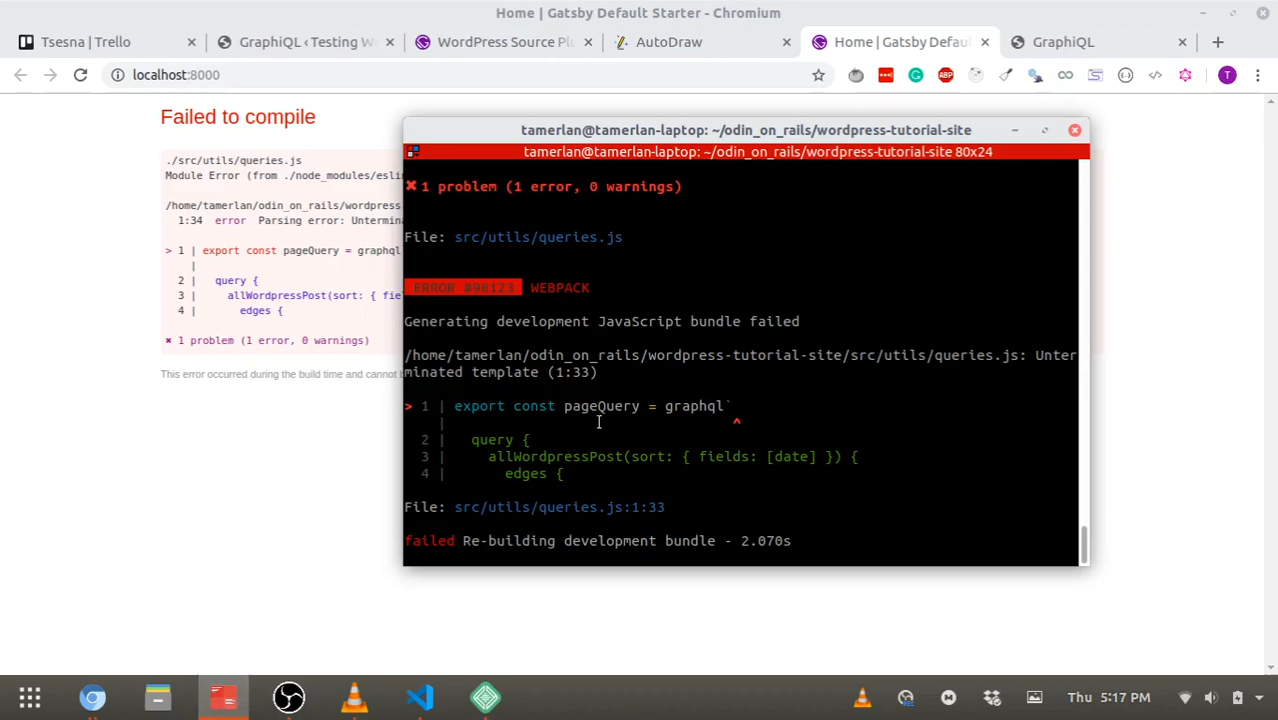 Home | Gatsby Default Starter - Chromium
Tsesna | Trello
GraphiQL ‹ Testing W
WordPress Source Plu
AutoDraw
Home | Gatsby Defau
GraphiQL
localhost:8000
ABP
T
Failed to compile
./src/utils/queries.js
Module Error (from ./node_modules/eslin
/home/tamerlan/odin_on_rails/wordpress
1:34 error Parsing error: Untermina
> 1 | export const pageQuery = graphql
|
2 | query {
3 | allWordpressPost(sort: { fie
4 | edges {
✖ 1 problem (1 error, 0 warnings)
This error occurred during the build time and cannot b
tamerlan@tamerlan-laptop: ~/odin_on_rails/wordpress-tutorial-site
tamerlan@tamerlan-laptop: ~/odin_on_rails/wordpress-tutorial-site 80x24
✖ 1 problem (1 error, 0 warnings)
File: src/utils/queries.js
ERROR #98123 WEBPACK
Generating development JavaScript bundle failed
/home/tamerlan/odin_on_rails/wordpress-tutorial-site/src/utils/queries.js: Unter
minated template (1:33)
> 1 | export const pageQuery = graphql`
| ^
2 | query {
3 | allWordpressPost(sort: { fields: [date] }) {
4 | edges {
File: src/utils/queries.js:1:33
failed Re-building development bundle - 2.070s
Thu 5:17 PM